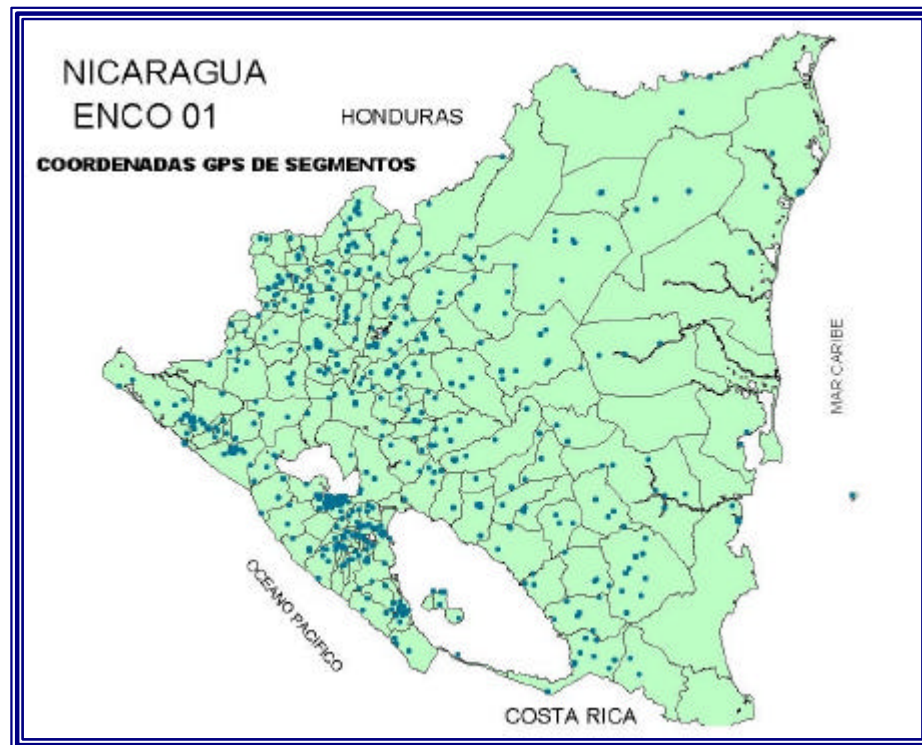 NICARAGUA
ENCO 01
HONDURAS
COORDENADAS GPS DE SEGMENTOS
MAR CARIBE
OCEANO PACIFICO
COSTA RICA